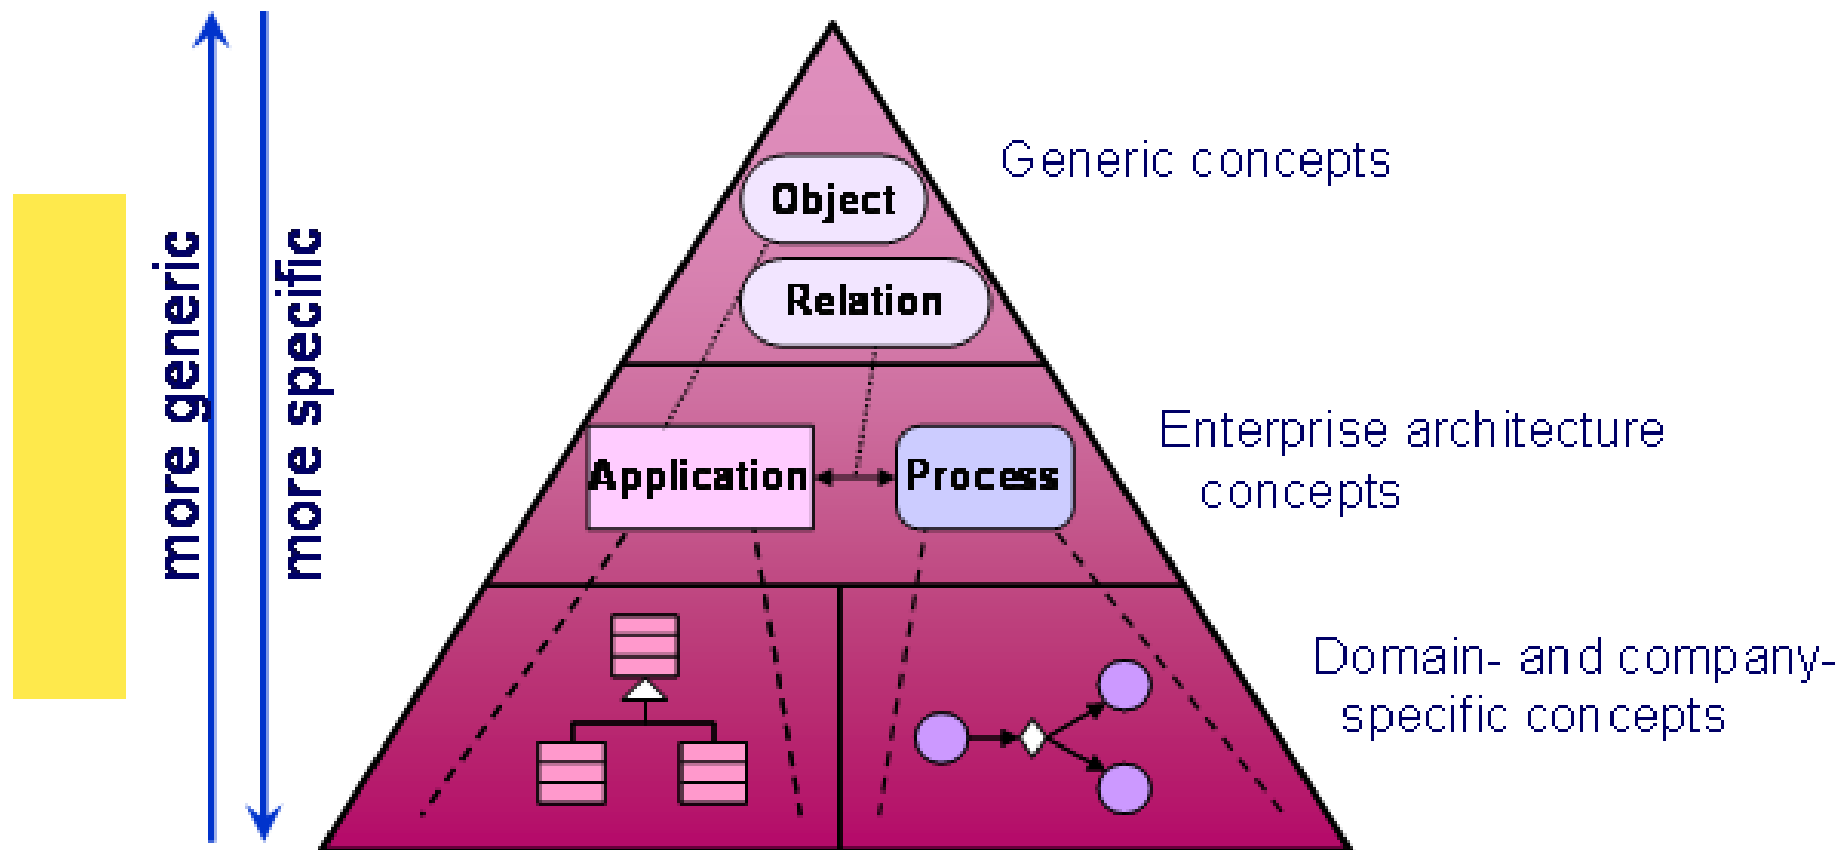 more generic
more specific
Generic concepts
Object
Relation
Enterprise architecture
concepts
Application
Process
Domain- and company-
specific concepts